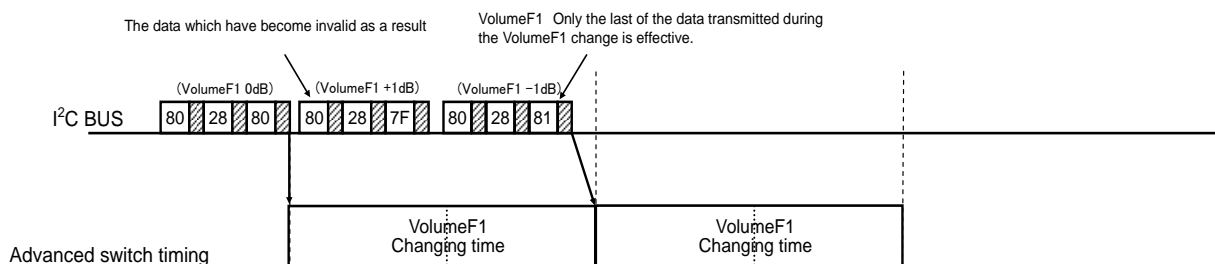 The data which have become invalid as a result
VolumeF1 Only the last of the data transmitted during
the VolumeF1 change is effective.
(VolumeF1 0dB)
(VolumeF1 +1dB)
(VolumeF1 −1dB)
I2C BUS
80 28 80
80 28 7F
80 28 81
VolumeF1
Changing time
VolumeF1
Changing time
Advanced switch timing